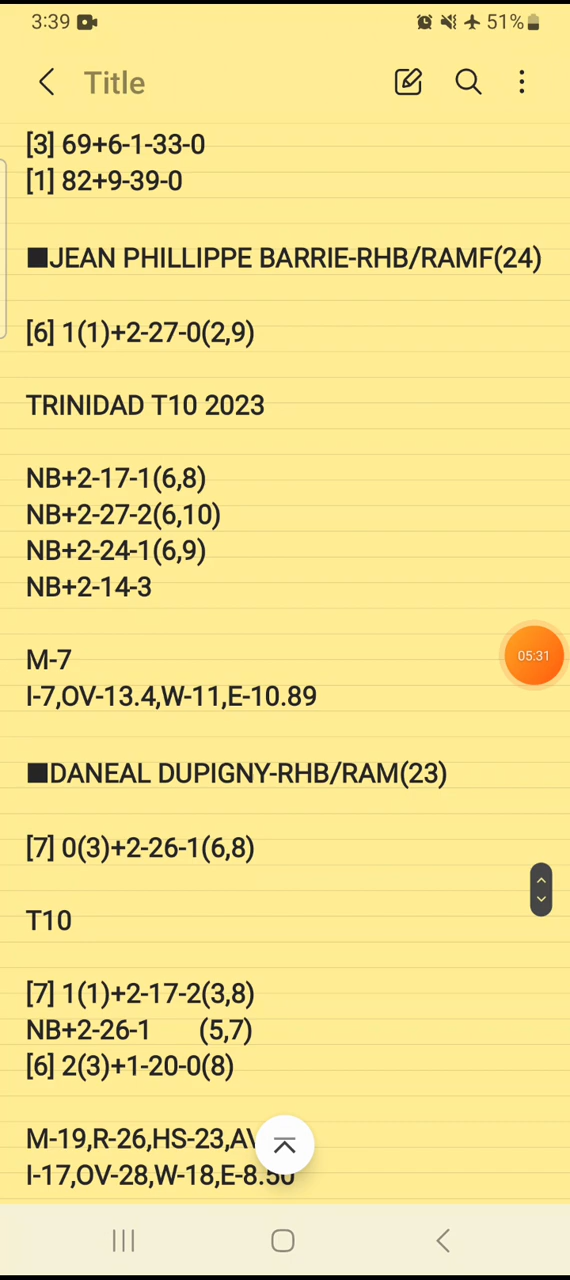 3:39 51%
Title
[3] 69+6-1-33-0
[1] 82+9-39-0
■JEAN PHILLIPPE BARRIE-RHB/RAMF(24)
[6] 1(1)+2-27-0(2,9)
TRINIDAD T10 2023
NB+2-17-1(6,8)
NB+2-27-2(6,10)
NB+2-24-1(6,9)
NB+2-14-3
M-7
05:31
I-7,OV-13.4,W-11,E-10.89
■DANEAL DUPIGNY-RHB/RAM(23)
[7] 0(3)+2-26-1(6,8)
T10
[7] 1(1)+2-17-2(3,8)
NB+2-26-1 (5,7)
[6] 2(3)+1-20-0(8)
M-19,R-26,HS-23,
I-17,OV-28,W-18,E-8.50